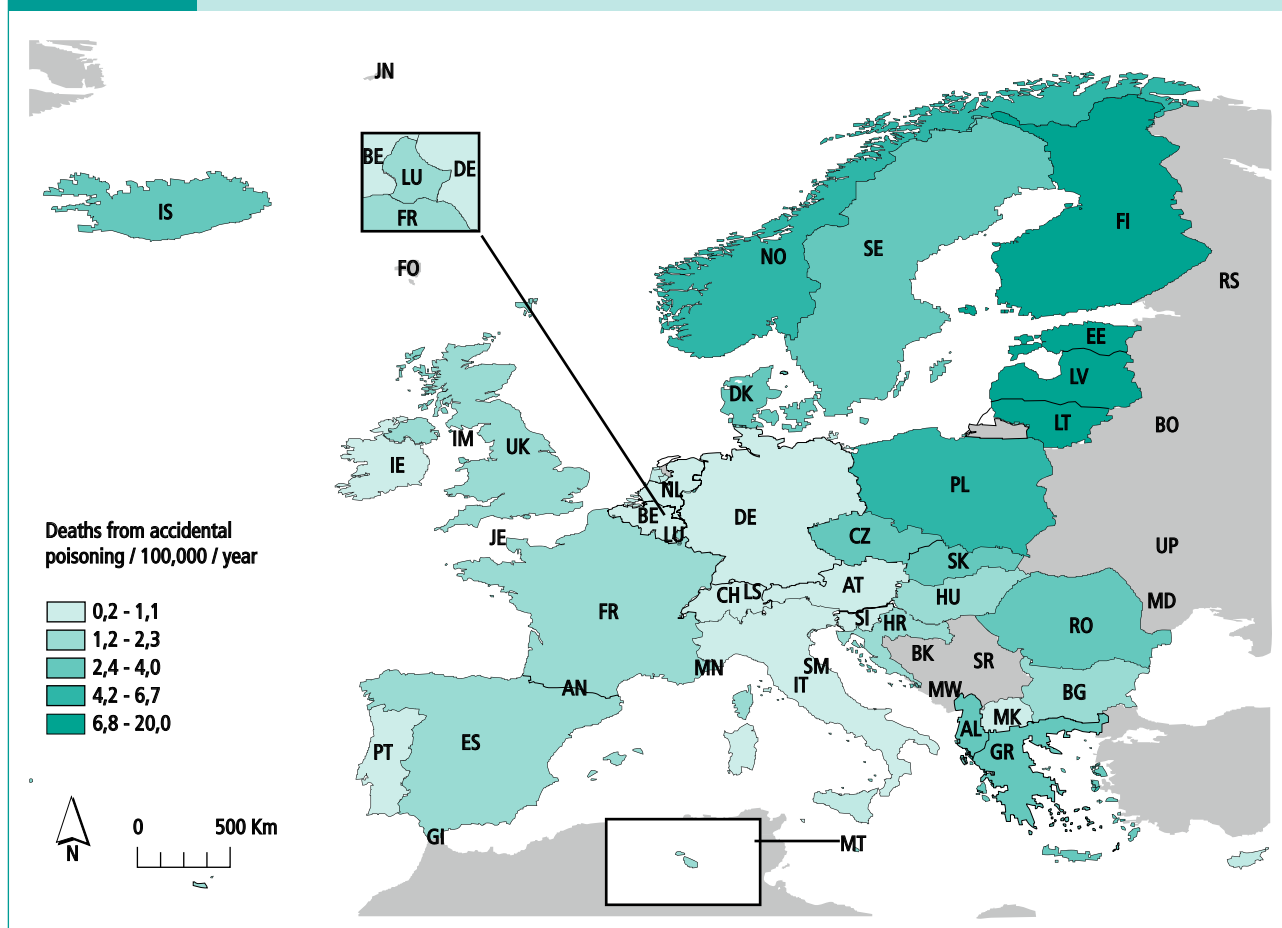 JN
BE
DE
LU
FR
IS
FO
NO
SE
FI
RS
EE
LV
LT
DK
BO
IM
UK
IE
NL
PL
BE
DE
LU
JE
CZ
UP
SK
Deaths from accidental
poisoning / 100,000 / year
0,2 - 1,1
1,2 - 2,3
2,4 - 4,0
4,2 - 6,7
6,8 - 20,0
AT
CH
LS
HU
MD
FR
SI
HR
RO
BK
SR
MN
SM
IT
MW
BG
AN
MK
AL
GR
PT
ES
GI
MT
N
0
500 Km